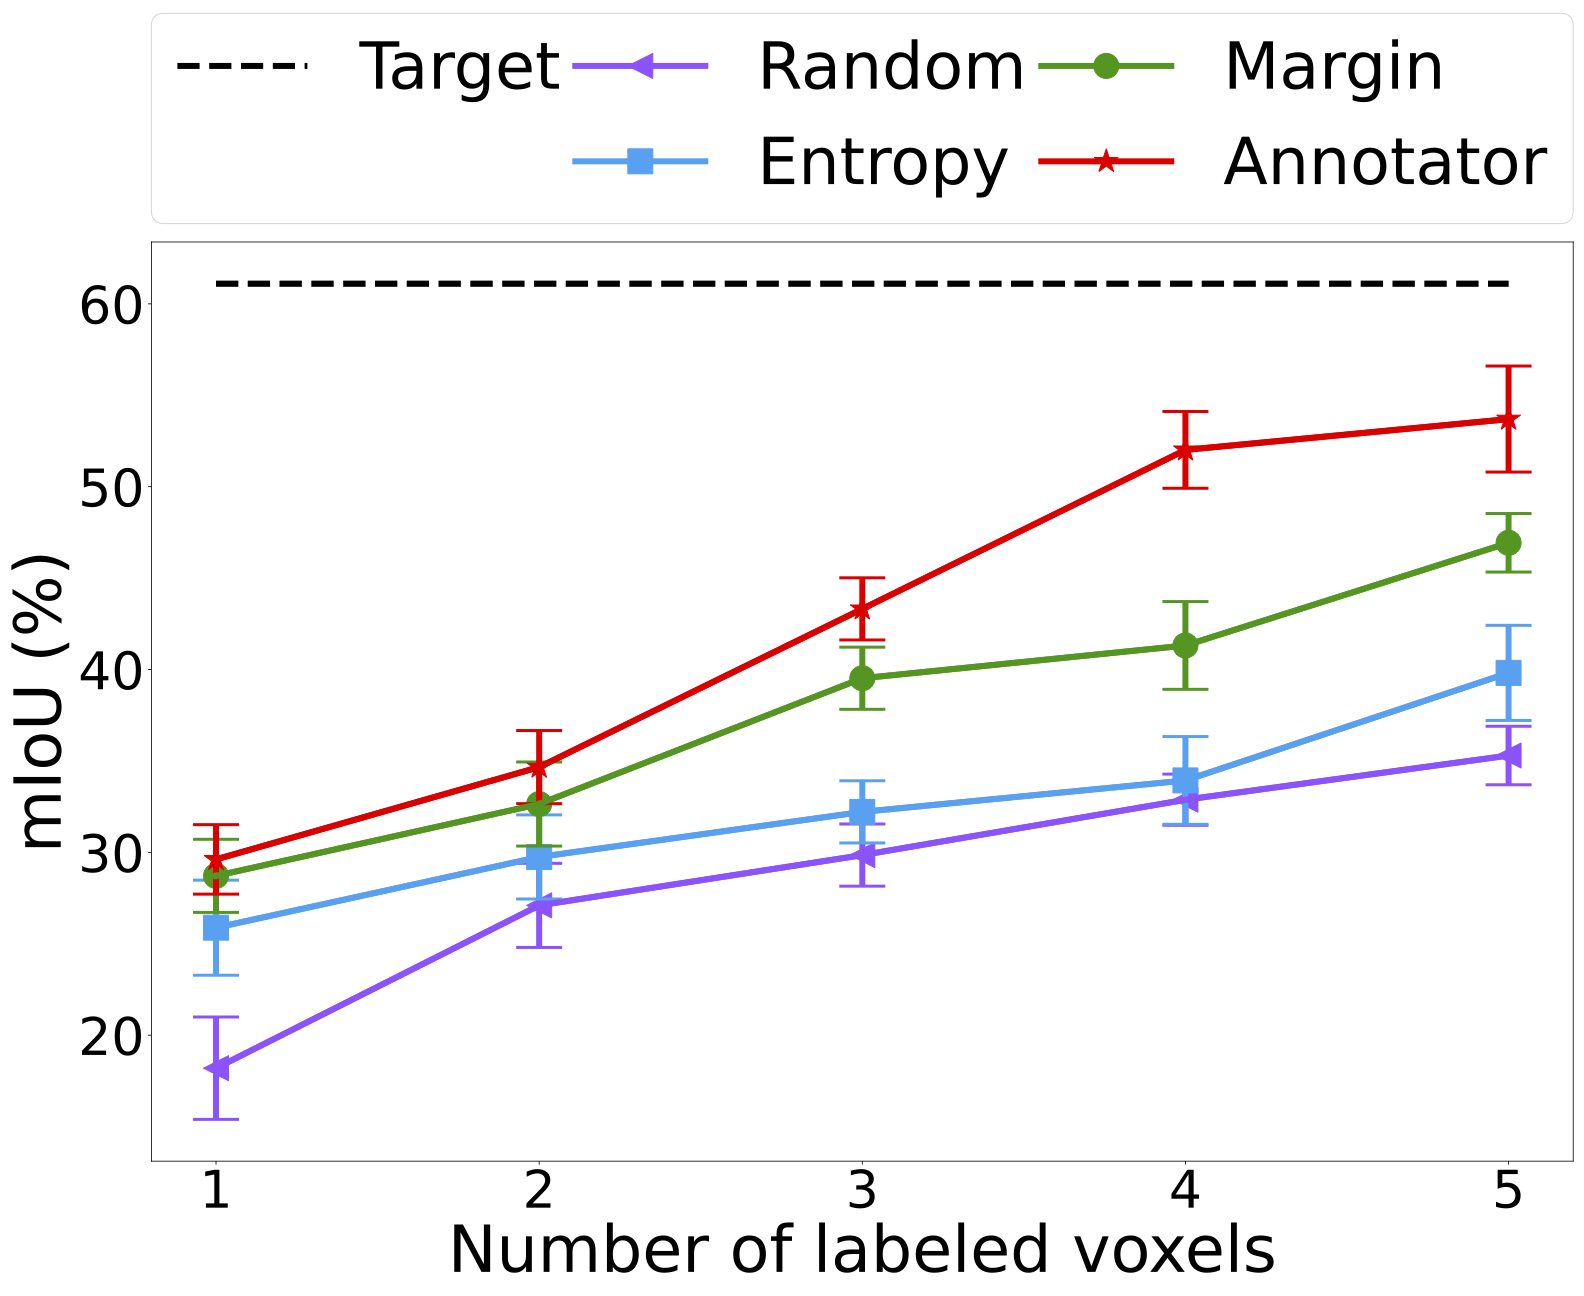 Target Random Margin
Entropy Annotator
60
50
40
30
20
mIoU (%)
1 2 3 4 5
Number of labeled voxels